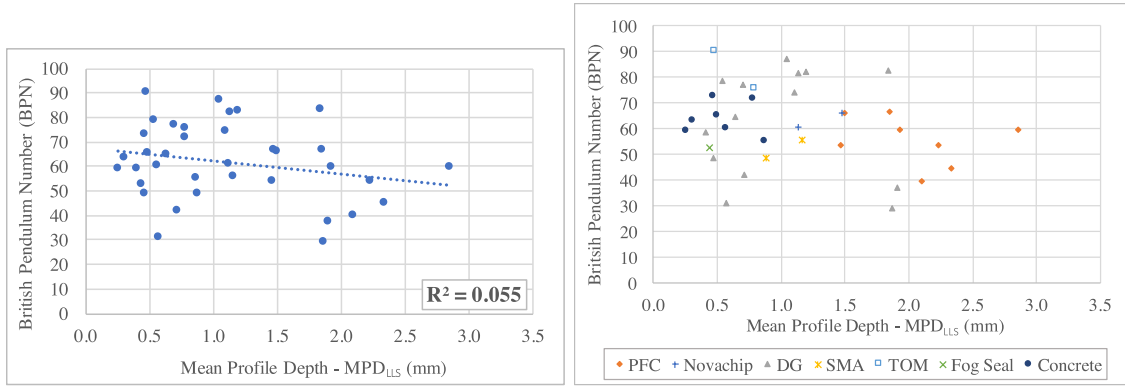 British Pendulum Number (BPN)
100
90
80
70
60
50
40
30
20
10
0
R² = 0.055
0.0 0.5 1.0 1.5 2.0 2.5 3.0 3.5
Mean Profile Depth - MPD_LLS (mm)
Britsih Pendulum Number (BPN)
100
90
80
70
60
50
40
30
20
10
0
0.0 0.5 1.0 1.5 2.0 2.5 3.0 3.5
Mean Profile Depth - MPD_LLS (mm)
PFC Novachip DG SMA TOM Fog Seal Concrete